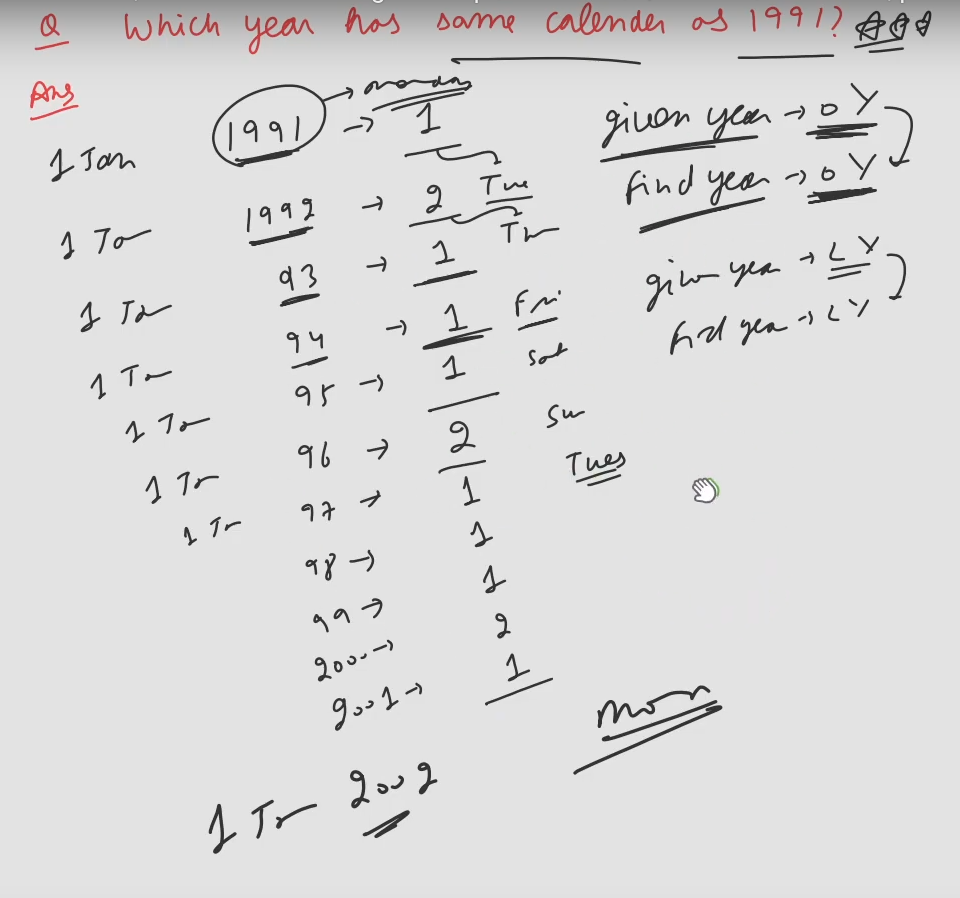 Q Which year has same calender as 1991?
Ans
1991 → monday
1 Jan → 1
given year → O Y
find year → O Y
1 Jan 1992 → 2 Tue
1 Jan 93 → 1 Thu
given year → L Y
find year → L Y
1 Jan 94 → 1 Fri
1 Jan 95 → 1 Sat
1 Jan 96 → 2 Sun
1 Jan 97 → 1 Tues
98 → 1
99 → 1
2000 → 2
2001 → 1
1 Jan 2002 Mon